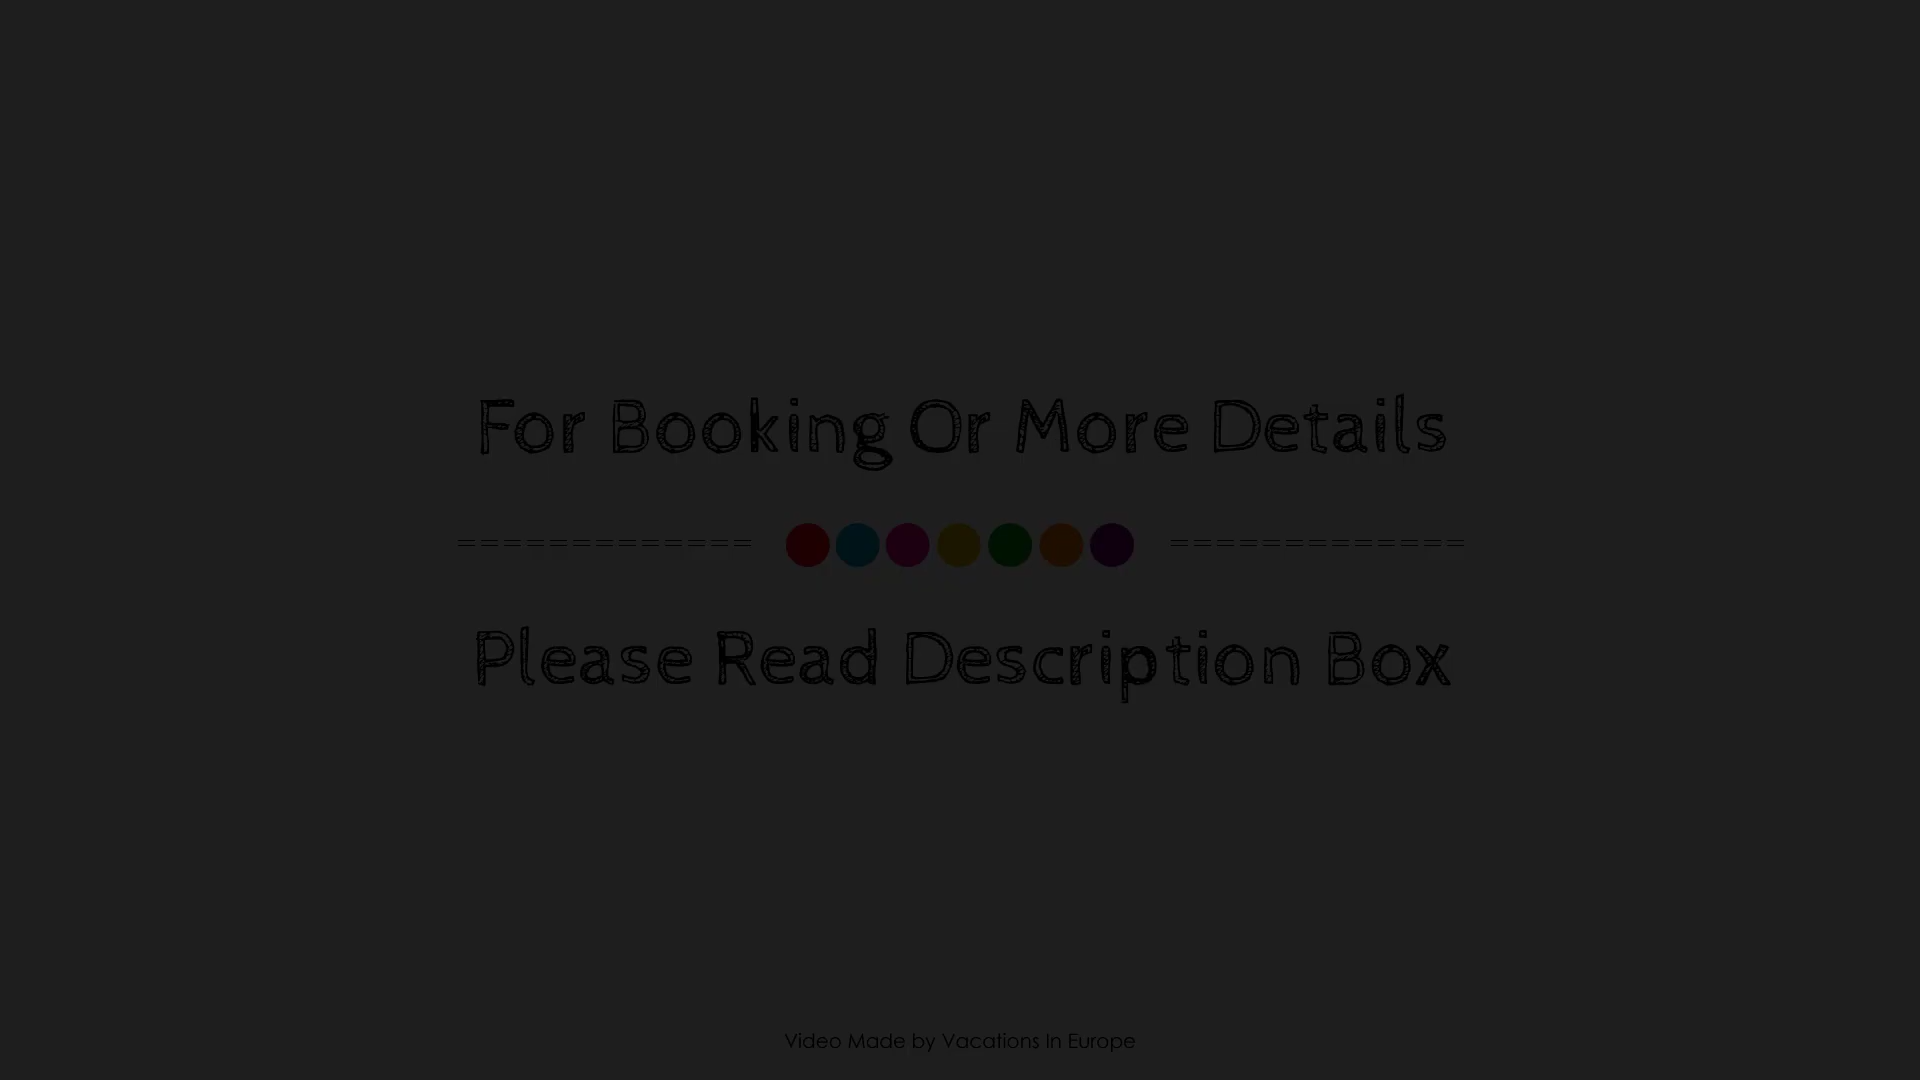 For Booking Or More Details
============= =============
Please Read Description Box
Video Made by Vacations In Europe